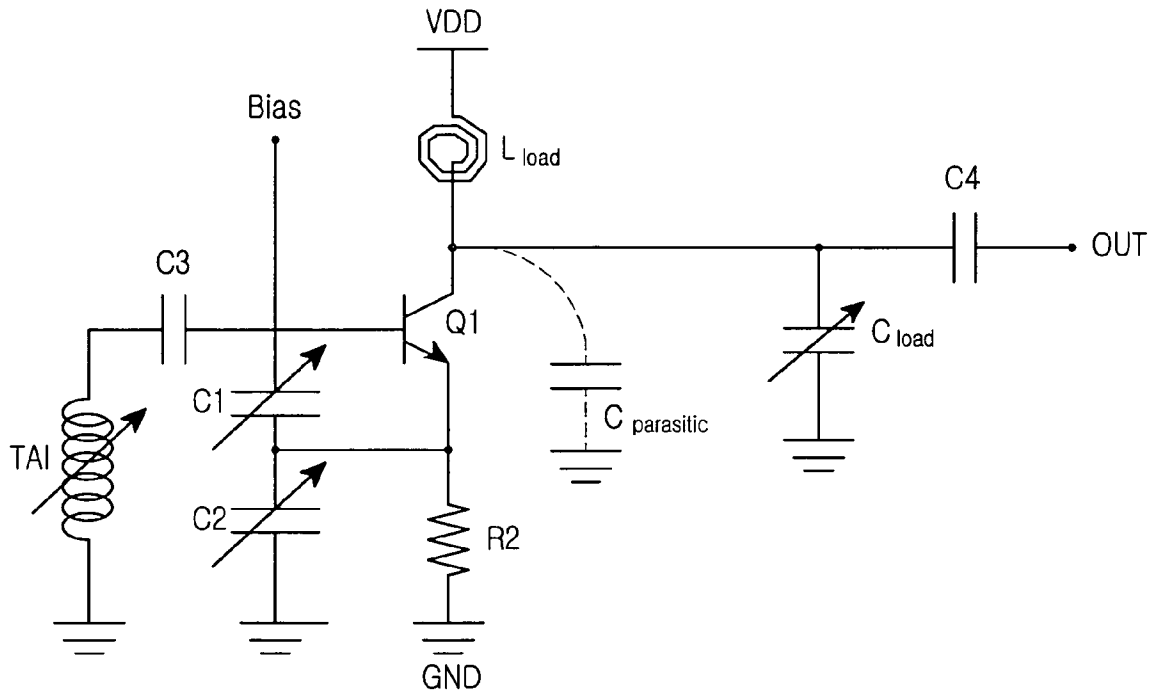 VDD
Bias
L load
C4
OUT
C3
Q1
C load
C1
C parasitic
TAI
C2
R2
GND